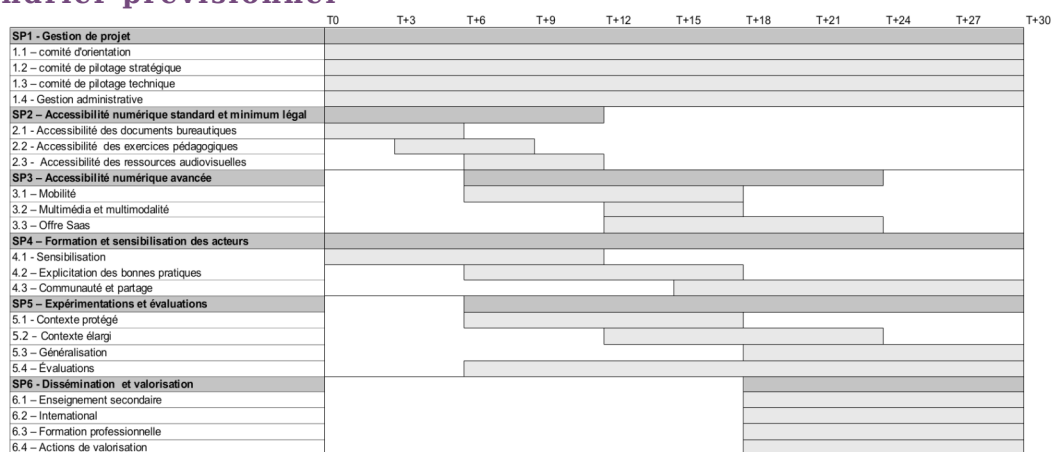 prévisionnel
T0 T+3 T+6 T+9 T+12 T+15 T+18 T+21 T+24 T+27 T+30
SP1 - Gestion de projet
1.1 – comité d'orientation
1.2 – comité de pilotage stratégique
1.3 – comité de pilotage technique
1.4 - Gestion administrative
SP2 – Accessibilité numérique standard et minimum légal
2.1 - Accessibilité des documents bureautiques
2.2 - Accessibilité des exercices pédagogiques
2.3 - Accessibilité des ressources audiovisuelles
SP3 – Accessibilité numérique avancée
3.1 – Mobilité
3.2 – Multimédia et multimodalité
3.3 – Offre Saas
SP4 – Formation et sensibilisation des acteurs
4.1 - Sensibilisation
4.2 – Explicitation des bonnes pratiques
4.3 – Communauté et partage
SP5 – Expérimentations et évaluations
5.1 - Contexte protégé
5.2 – Contexte élargi
5.3 – Généralisation
5.4 – Évaluations
SP6 - Dissémination et valorisation
6.1 – Enseignement secondaire
6.2 – International
6.3 – Formation professionnelle
6.4 – Actions de valorisation